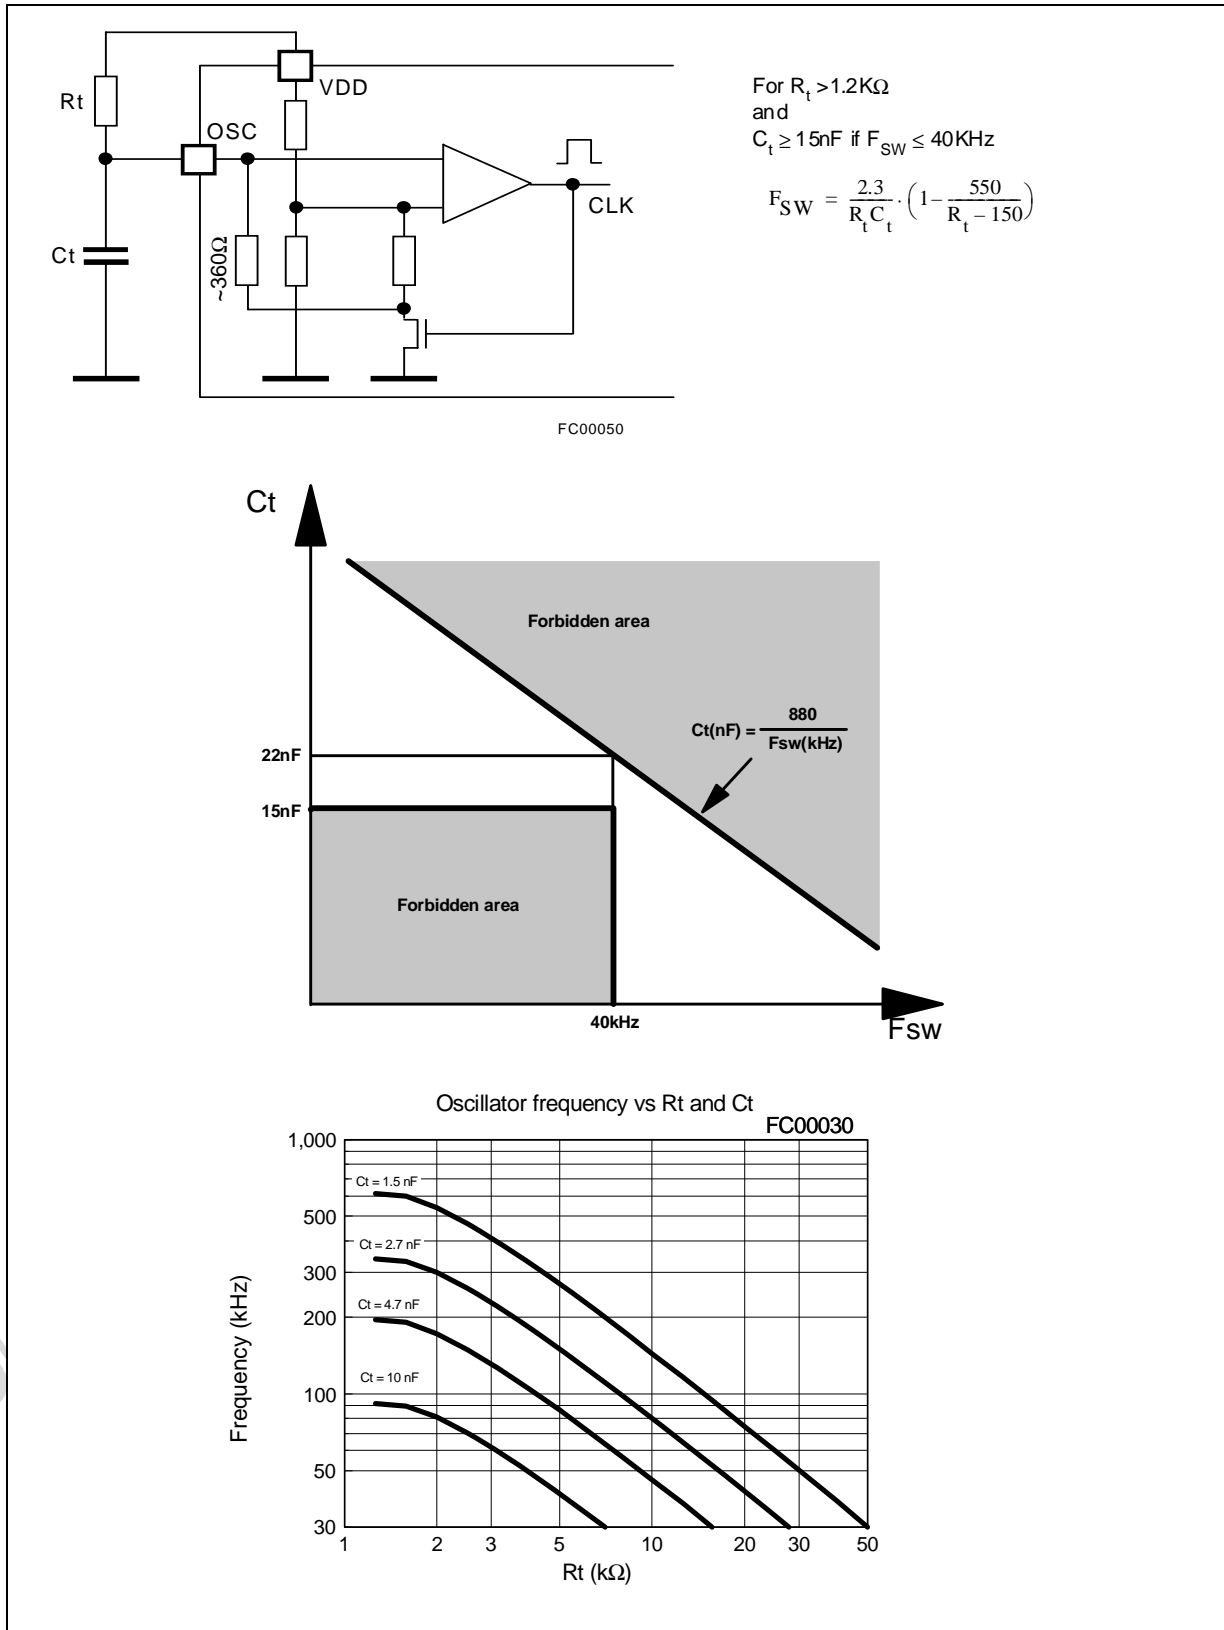 Rt
VDD
OSC
Ct
~360Ω
CLK
FC00050
For Rt >1.2KΩ
and
Ct ≥ 15nF if FSW ≤ 40KHz
FSW = 2.3 / RtCt · (1 − 550 / Rt − 150)
Ct
Forbidden area
Ct(nF) = 880 / Fsw(kHz)
22nF
15nF
Forbidden area
40kHz
Fsw
Oscillator frequency vs Rt and Ct
FC00030
1,000
Ct = 1.5 nF
500
Ct = 2.7 nF
300
Ct = 4.7 nF
200
Ct = 10 nF
100
50
30
Frequency (kHz)
1 2 3 5 10 20 30 50
Rt (kΩ)